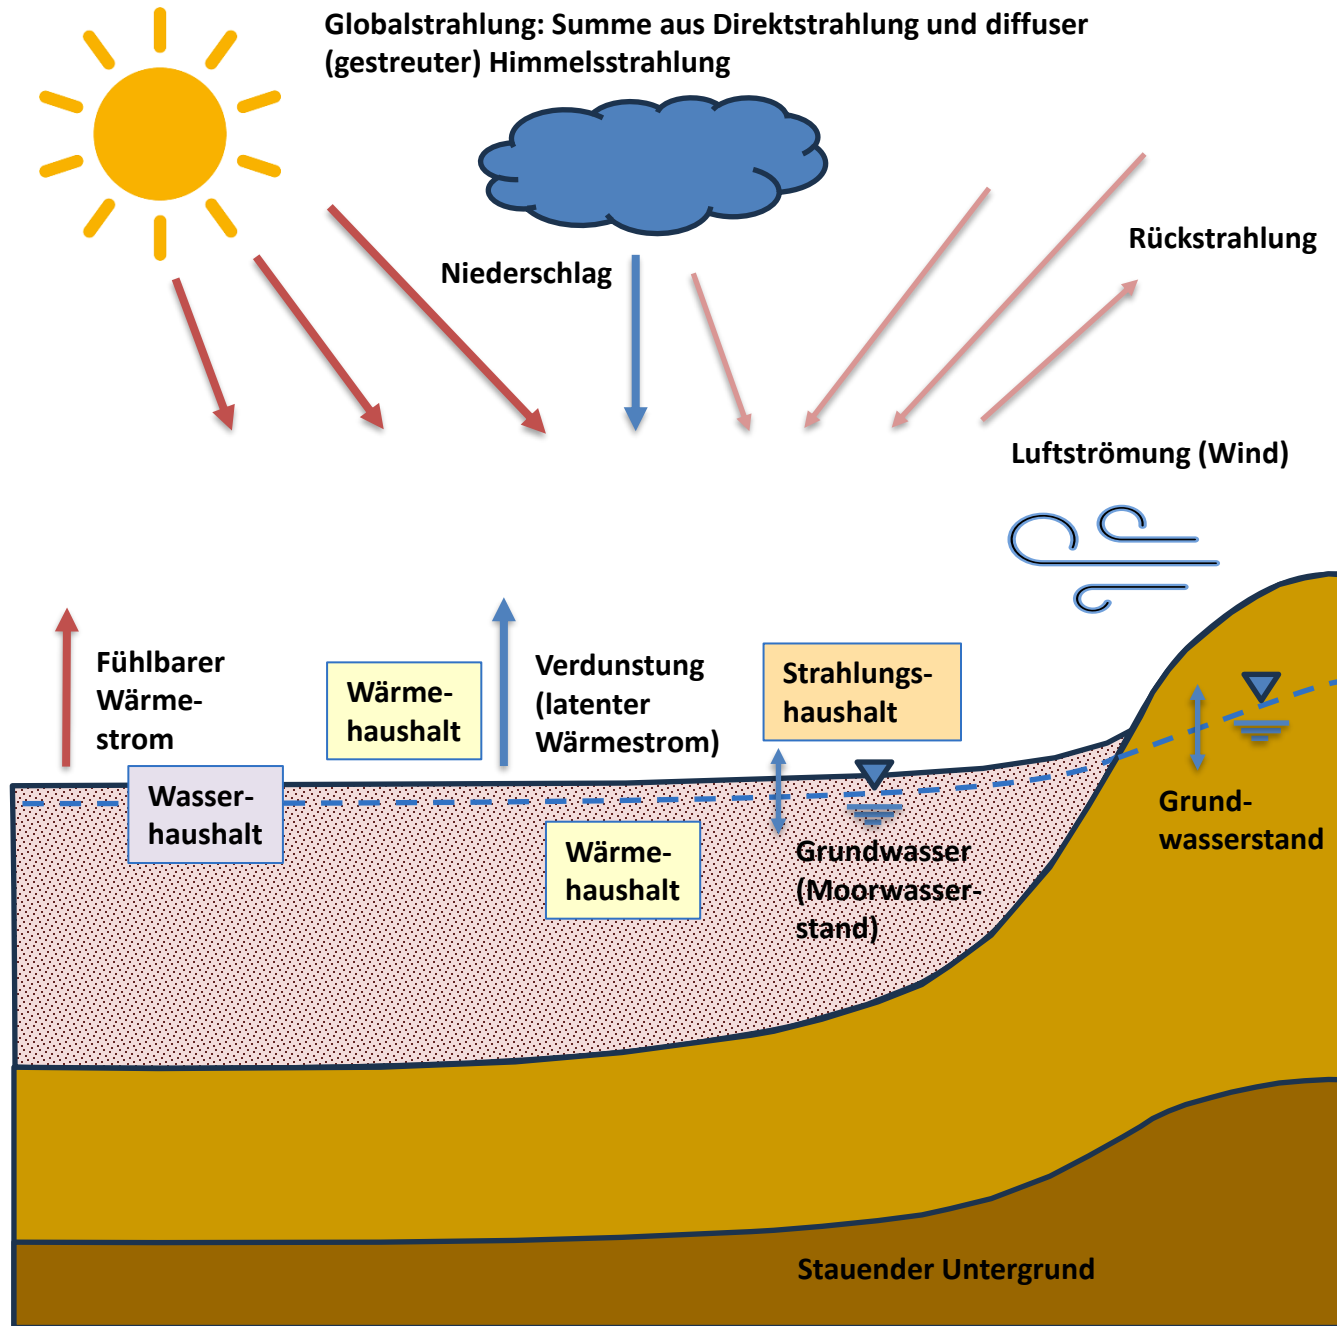 Globalstrahlung: Summe aus Direktstrahlung und diffuser
(gestreuter) Himmelsstrahlung
Rückstrahlung
Niederschlag
Luftströmung (Wind)
Fühlbarer
Wärme-
strom
Wärme-
haushalt
Verdunstung
(latenter
Wärmestrom)
Strahlungs-
haushalt
Wasser-
haushalt
Wärme-
haushalt
Grundwasser
(Moorwasser-
stand)
Grund-
wasserstand
Stauender Untergrund